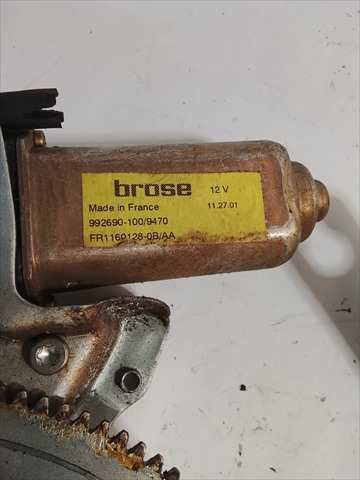 brose 12 V
Made in France 11.27.01
992690-100/9470
FR1160128-0B/AA